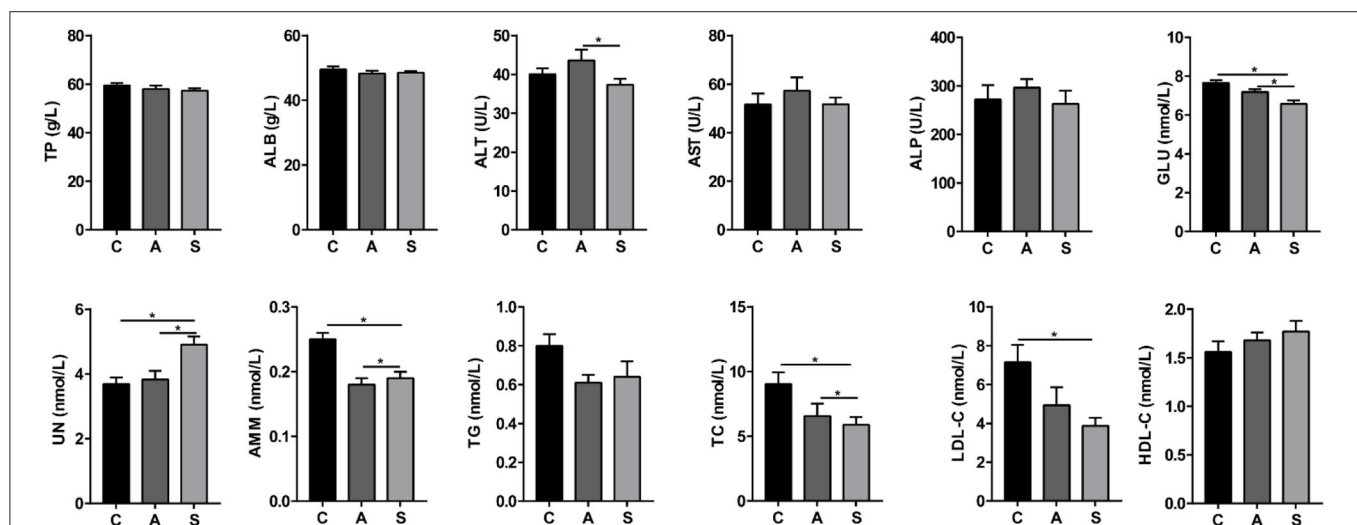 TP (g/L)
80
60
40
20
0
C A S
ALB (g/L)
60
40
20
0
C A S
ALT (U/L)
50
40
30
20
10
0
*
C A S
AST (U/L)
80
60
40
20
0
C A S
ALP (U/L)
400
300
200
100
0
C A S
GLU (nmol/L)
10
8
6
4
2
0
*
*
C A S
UN (nmol/L)
6
4
2
0
*
*
C A S
AMM (nmol/L)
0.3
0.2
0.1
0.0
*
*
C A S
TG (nmol/L)
1.0
0.8
0.6
0.4
0.2
0.0
C A S
TC (nmol/L)
15
10
5
0
*
*
C A S
LDL-C (nmol/L)
10
8
6
4
2
0
*
C A S
HDL-C (nmol/L)
2.0
1.5
1.0
0.5
0.0
C A S